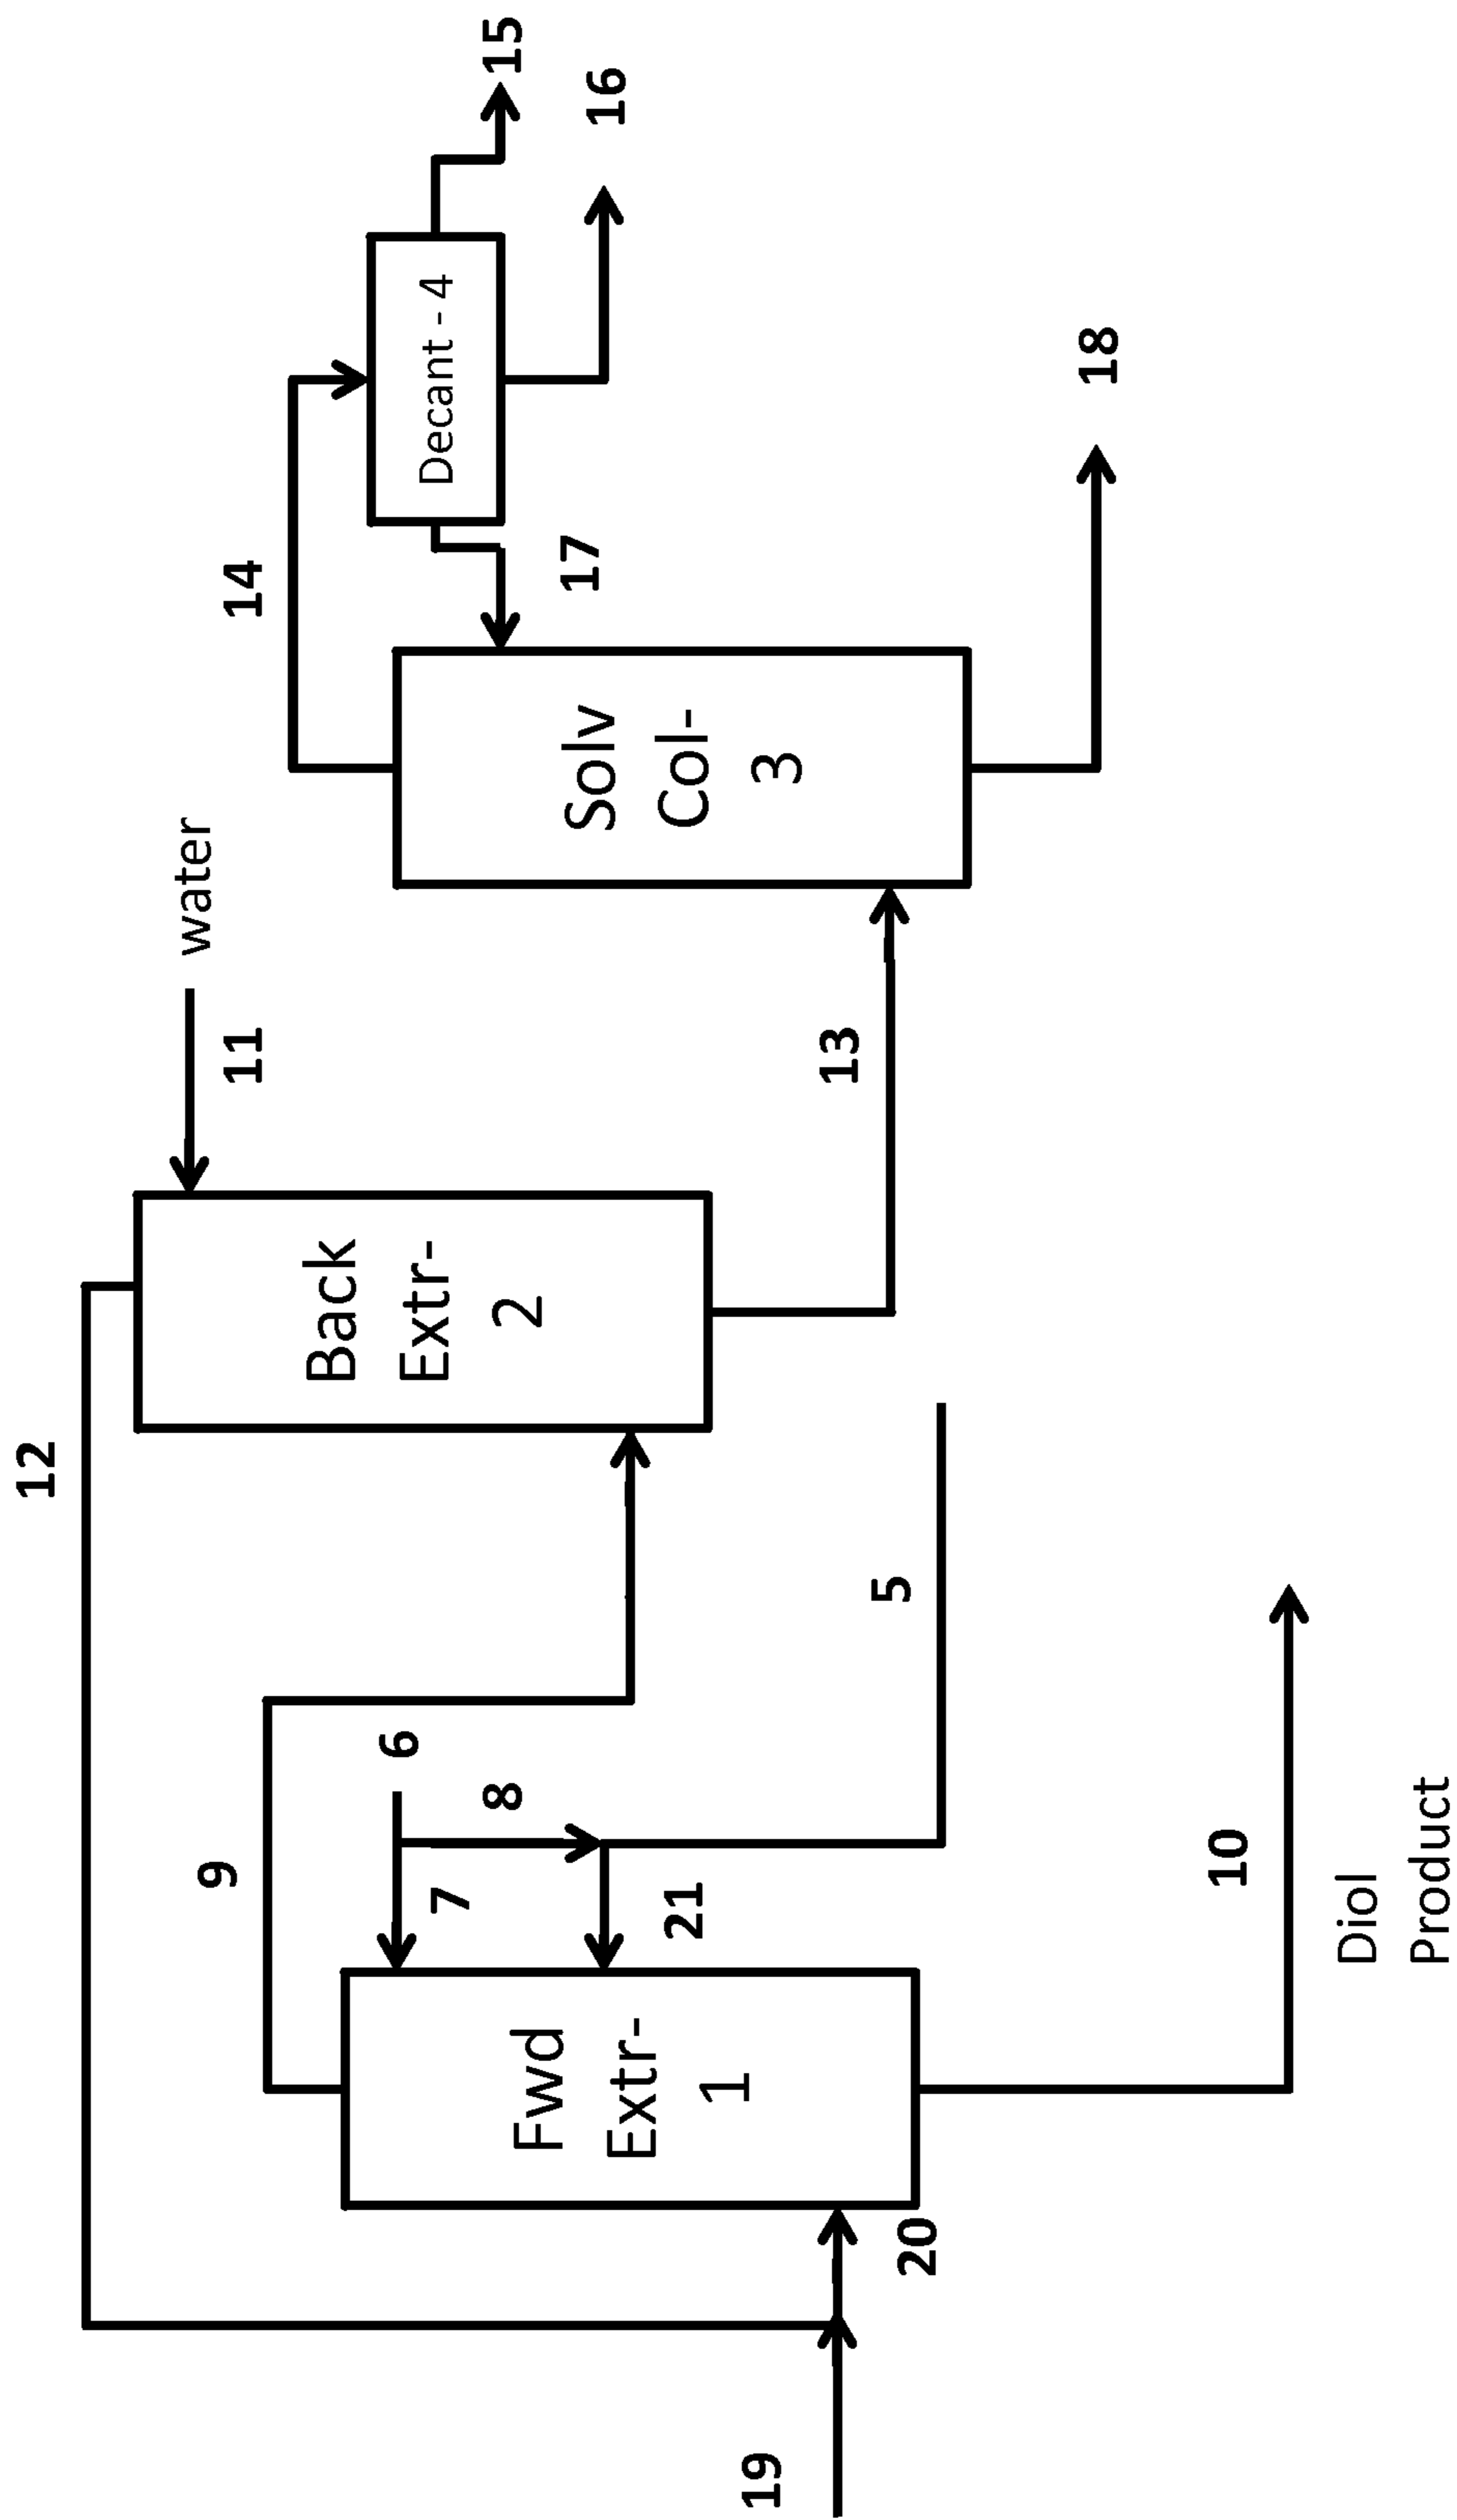 12
water
11
14
15
16
9
6
7
8
21
Back
Extr-
2
Decant - 4
17
Fwd
Extr-
1
5
13
Solv
Col-
3
18
19
20
10
Diol
Product